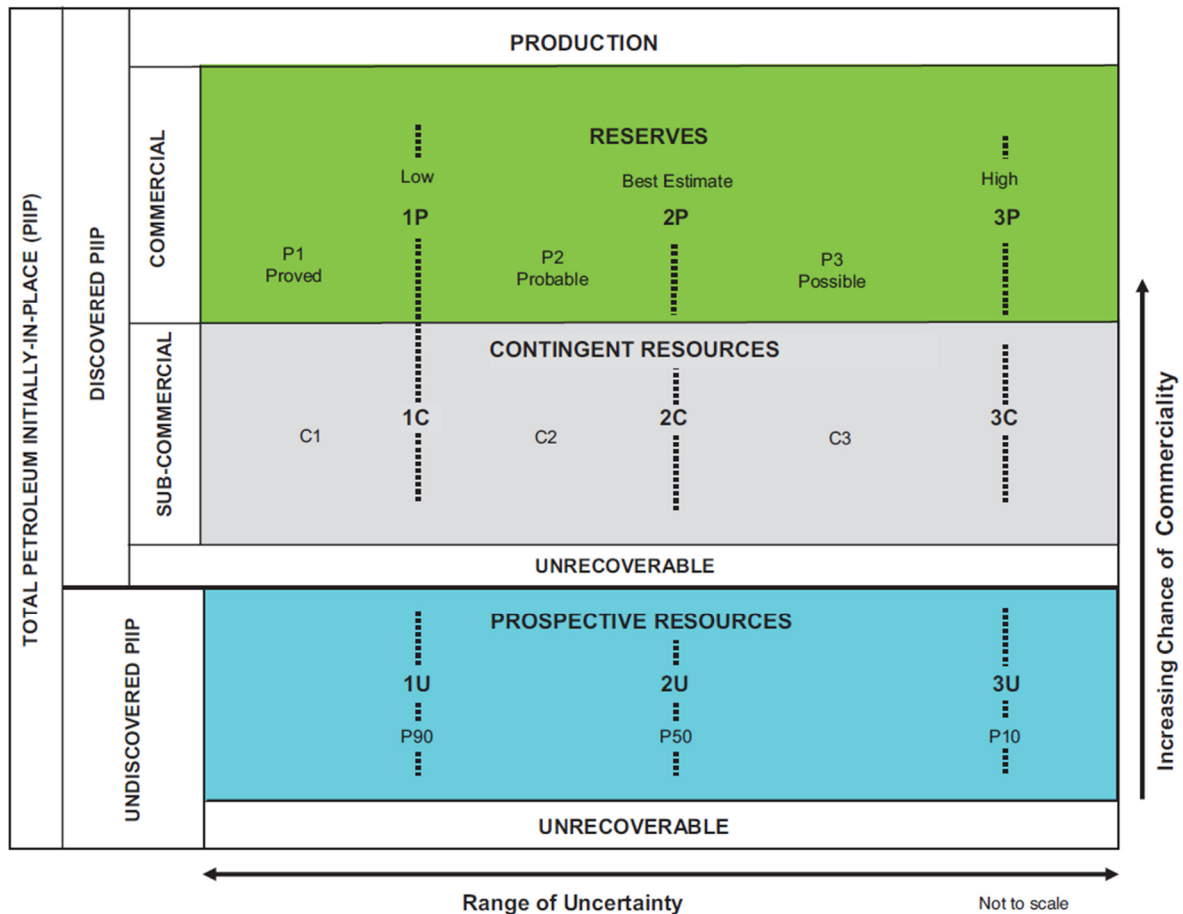 TOTAL PETROLEUM INITIALLY-IN-PLACE (PIIP)
DISCOVERED PIIP
UNDISCOVERED PIIP
COMMERCIAL
SUB-COMMERCIAL
PRODUCTION
RESERVES
Low
Best Estimate
High
1P
2P
3P
P1
Proved
P2
Probable
P3
Possible
CONTINGENT RESOURCES
1C
2C
3C
C1
C2
C3
UNRECOVERABLE
PROSPECTIVE RESOURCES
1U
2U
3U
P90
P50
P10
UNRECOVERABLE
Increasing Chance of Commerciality
Range of Uncertainty
Not to scale